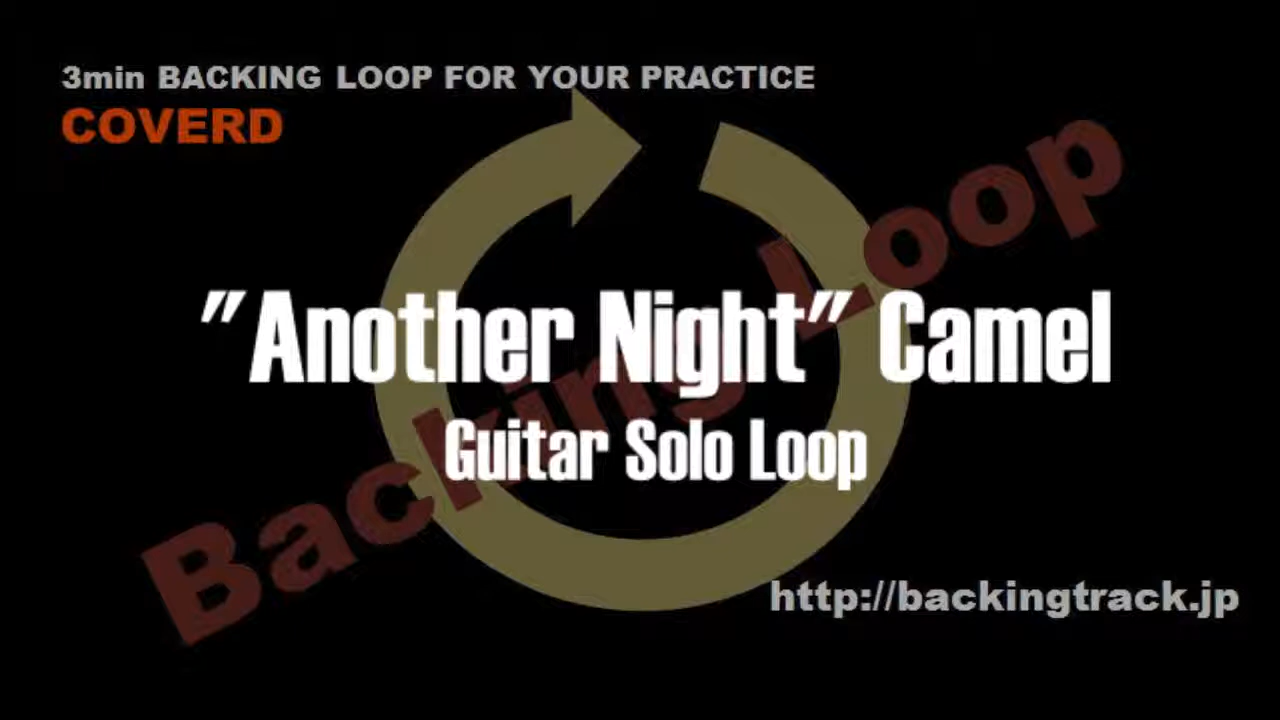 3min BACKING LOOP FOR YOUR PRACTICE
COVERD
Backing Loop
"Another Night" Camel
Guitar Solo Loop
http://backingtrack.jp